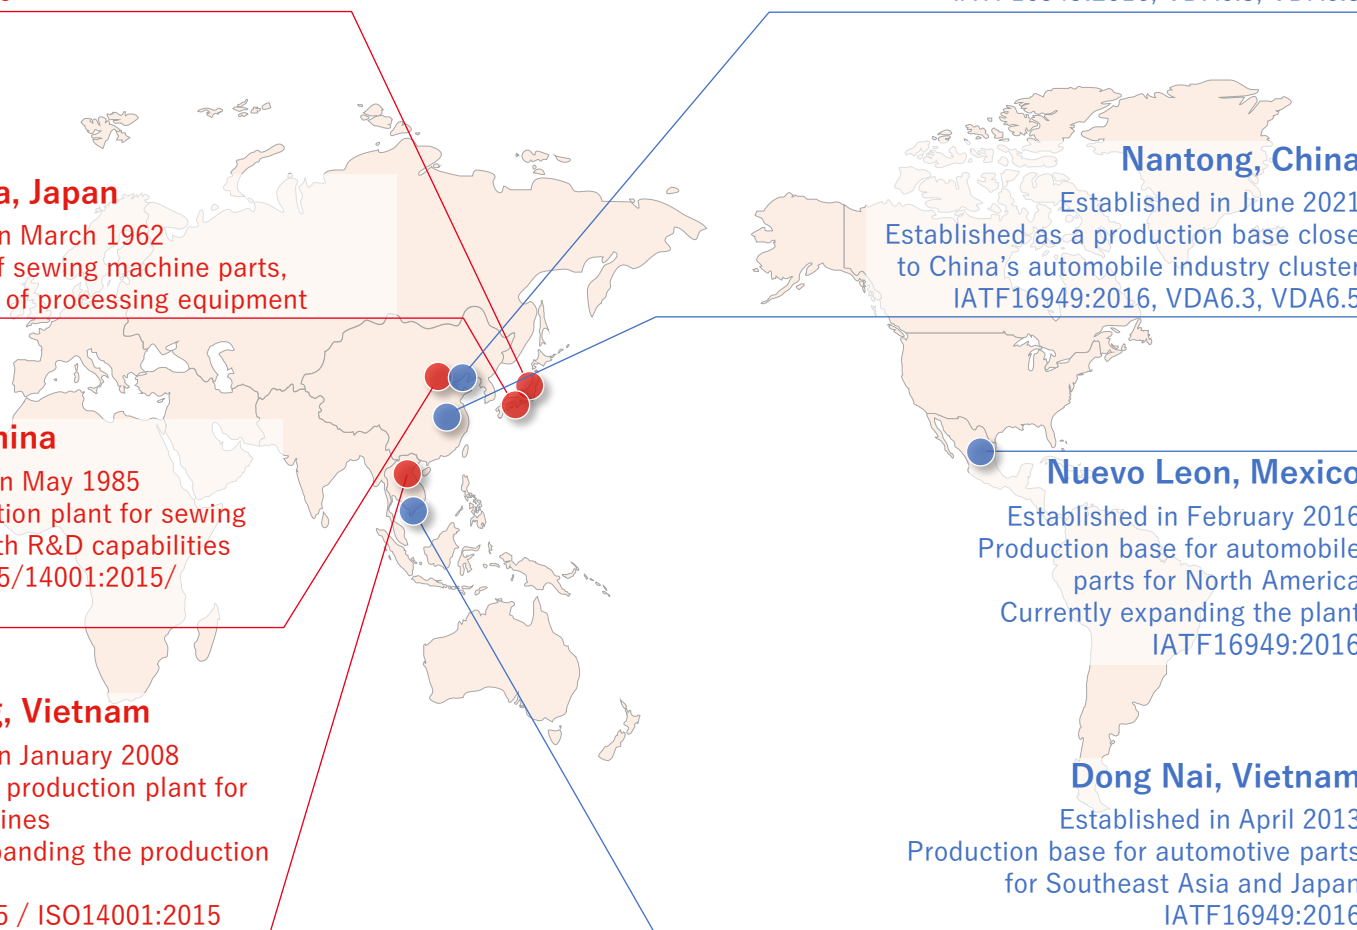 a, Japan
n March 1962
f sewing machine parts,
of processing equipment
hina
n May 1985
tion plant for sewing
th R&D capabilities
5/14001:2015/
g, Vietnam
n January 2008
production plant for
ines
panding the production
5 / ISO14001:2015
Nantong, China
Established in June 2021
Established as a production base close
to China’s automobile industry cluster
IATF16949:2016, VDA6.3, VDA6.5
Nuevo Leon, Mexico
Established in February 2016
Production base for automobile
parts for North America
Currently expanding the plant
IATF16949:2016
Dong Nai, Vietnam
Established in April 2013
Production base for automotive parts
for Southeast Asia and Japan
IATF16949:2016